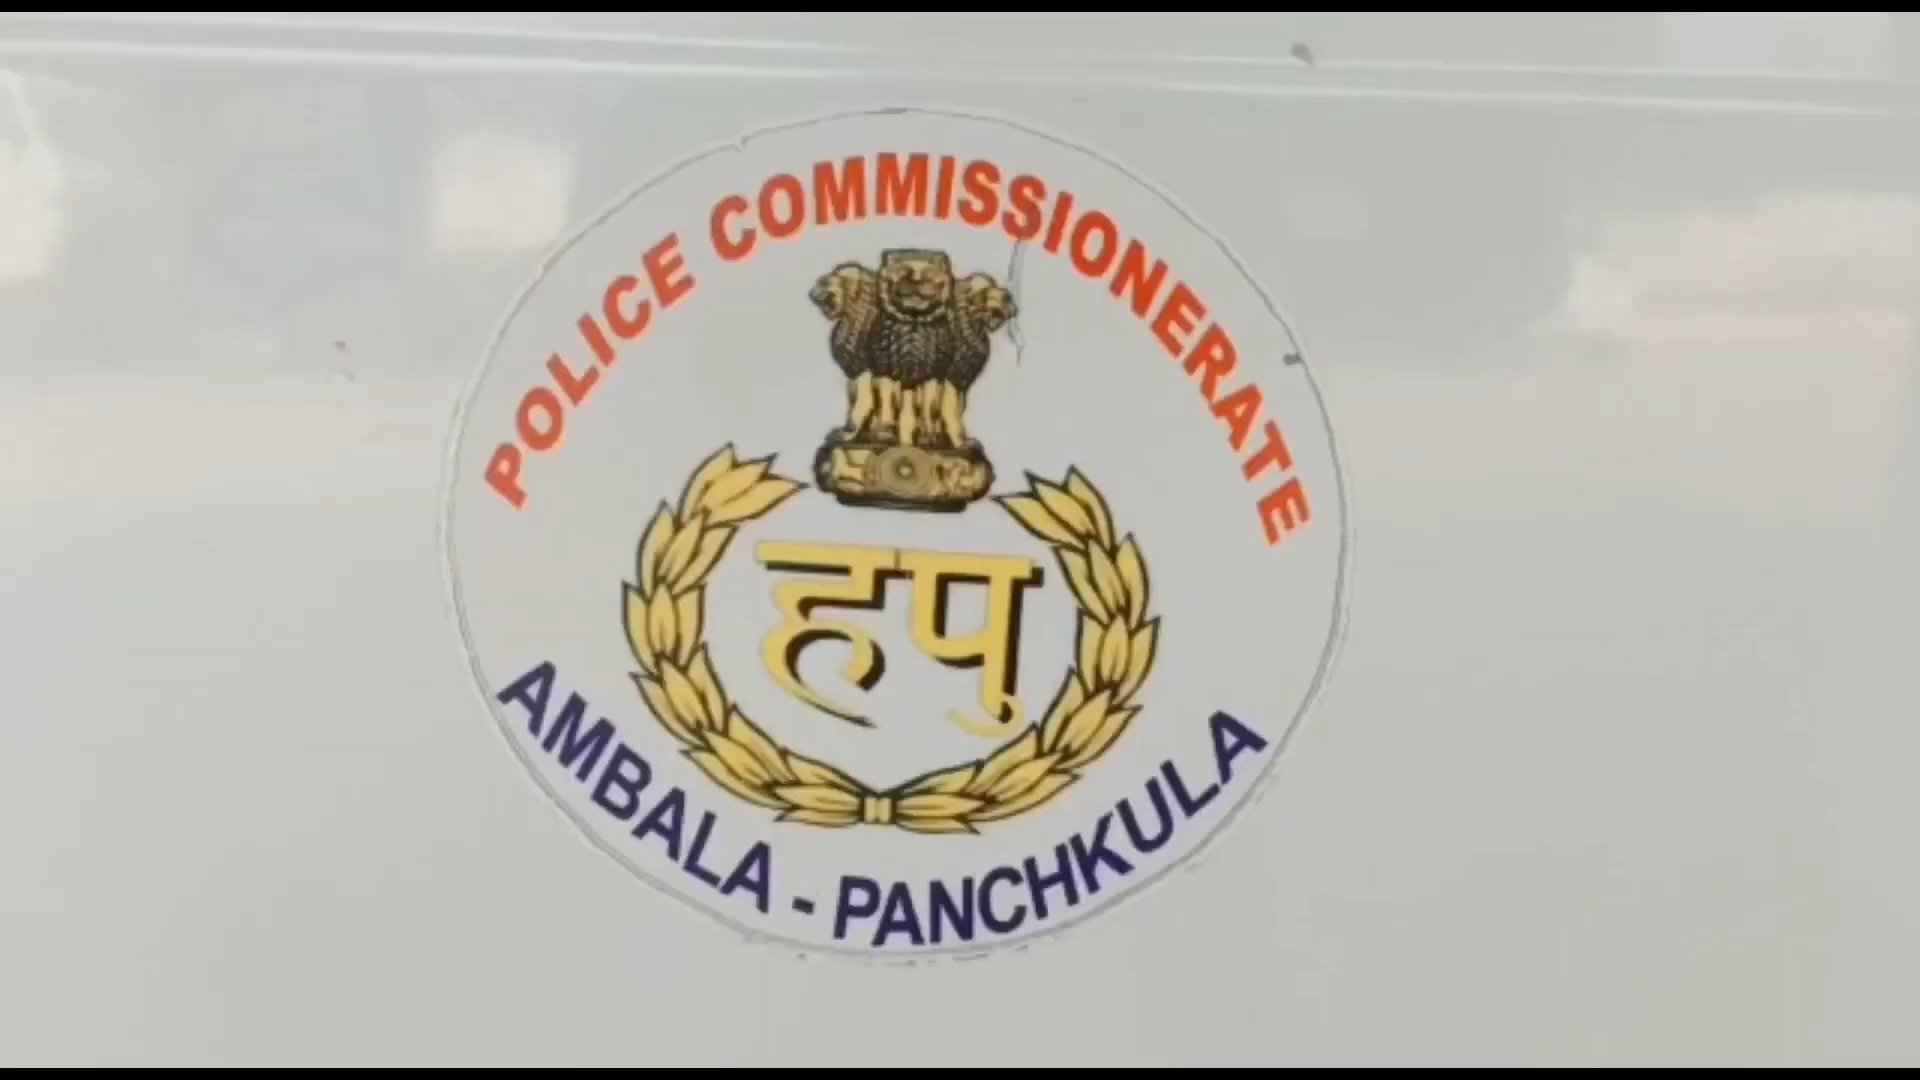 POLICE COMMISSIONERATE
हपु
AMBALA - PANCHKULA